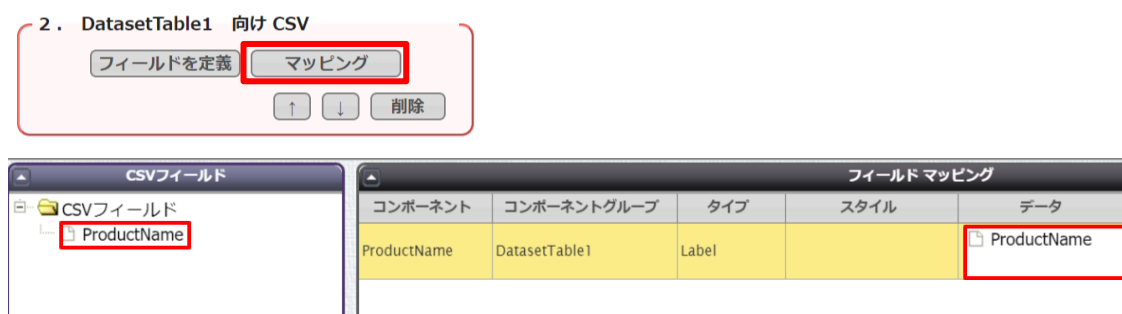 2. DatasetTable1 向け CSV
フィールドを定義 マッピング
↑ ↓ 削除
CSVフィールド
CSVフィールド
ProductName
フィールド マッピング
コンポーネント コンポーネントグループ タイプ スタイル データ
ProductName DatasetTable1 Label ProductName